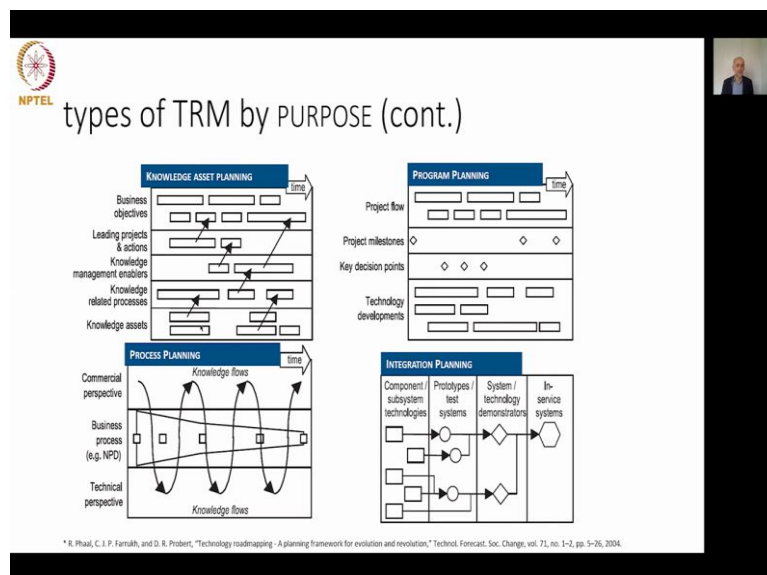 NPTEL
types of TRM by PURPOSE (cont.)
KNOWLEDGE ASSET PLANNING
time
Business
objectives
Leading projects
& actions
Knowledge
management enablers
Knowledge
related processes
Knowledge assets
PROGRAM PLANNING
time
Project flow
Project milestones
Key decision points
Technology
developments
PROCESS PLANNING
time
Commercial
perspective
Knowledge flows
Business
process
(e.g. NPD)
Technical
perspective
Knowledge flows
INTEGRATION PLANNING
Component /
subsystem
technologies
Prototypes /
test
systems
System /
technology
demonstrators
In-
service
systems
* R. Phaal, C. J. P. Farrukh, and D. R. Probert, "Technology roadmapping - A planning framework for evolution and revolution," Technol. Forecast. Soc. Change, vol. 71, no. 1–2, pp. 5–26, 2004.